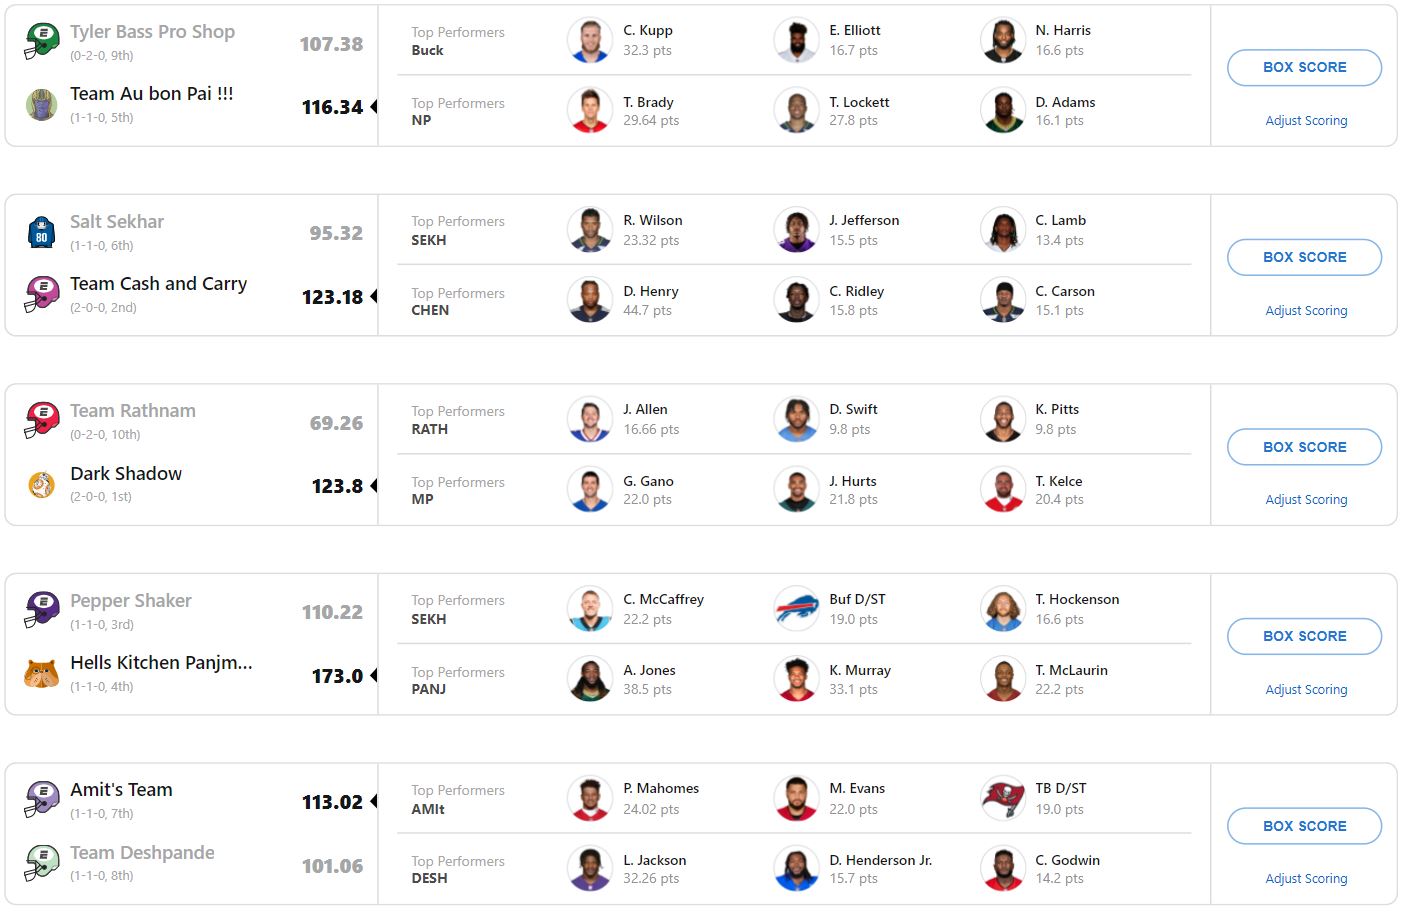 Tyler Bass Pro Shop
(0-2-0, 9th)
107.38
Team Au bon Pai !!!
(1-1-0, 5th)
116.34
Top Performers
Buck
C. Kupp
32.3 pts
E. Elliott
16.7 pts
N. Harris
16.6 pts
Top Performers
NP
T. Brady
29.64 pts
T. Lockett
27.8 pts
D. Adams
16.1 pts
BOX SCORE
Adjust Scoring
80
Salt Sekhar
(1-1-0, 6th)
95.32
Team Cash and Carry
(2-0-0, 2nd)
123.18
Top Performers
SEKH
R. Wilson
23.32 pts
J. Jefferson
15.5 pts
C. Lamb
13.4 pts
Top Performers
CHEN
D. Henry
44.7 pts
C. Ridley
15.8 pts
C. Carson
15.1 pts
BOX SCORE
Adjust Scoring
Team Rathnam
(0-2-0, 10th)
69.26
Dark Shadow
(2-0-0, 1st)
123.8
Top Performers
RATH
J. Allen
16.66 pts
D. Swift
9.8 pts
K. Pitts
9.8 pts
Top Performers
MP
G. Gano
22.0 pts
J. Hurts
21.8 pts
T. Kelce
20.4 pts
BOX SCORE
Adjust Scoring
Pepper Shaker
(1-1-0, 3rd)
110.22
Hells Kitchen Panjm...
(1-1-0, 4th)
173.0
Top Performers
SEKH
C. McCaffrey
22.2 pts
Buf D/ST
19.0 pts
T. Hockenson
16.6 pts
Top Performers
PANJ
A. Jones
38.5 pts
K. Murray
33.1 pts
T. McLaurin
22.2 pts
BOX SCORE
Adjust Scoring
Amit's Team
(1-1-0, 7th)
113.02
Team Deshpande
(1-1-0, 8th)
101.06
Top Performers
AMIt
P. Mahomes
24.02 pts
M. Evans
22.0 pts
TB D/ST
19.0 pts
Top Performers
DESH
L. Jackson
32.26 pts
D. Henderson Jr.
15.7 pts
C. Godwin
14.2 pts
BOX SCORE
Adjust Scoring